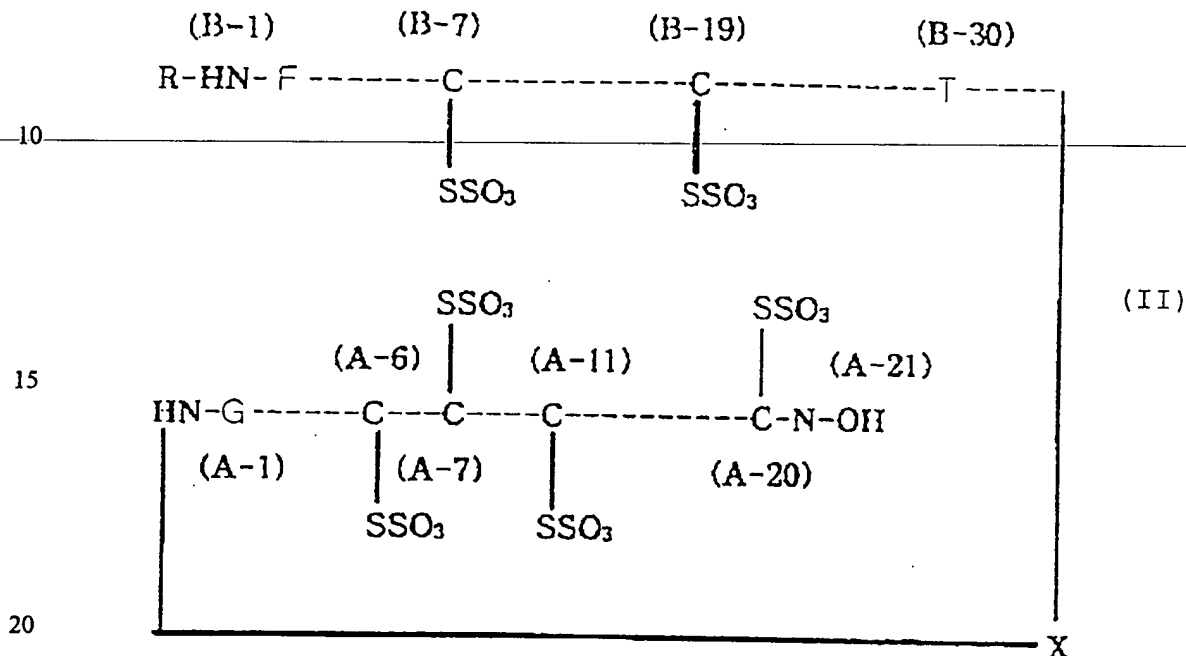 (B-1) (B-7) (B-19) (B-30)
R-HN-F C C T
10
SSO₃ SSO₃
SSO₃ SSO₃ (II)
(A-6) (A-11) (A-21)
15
HN-G C C C C-N-OH
(A-1) (A-7) (A-20)
SSO₃ SSO₃
20
X